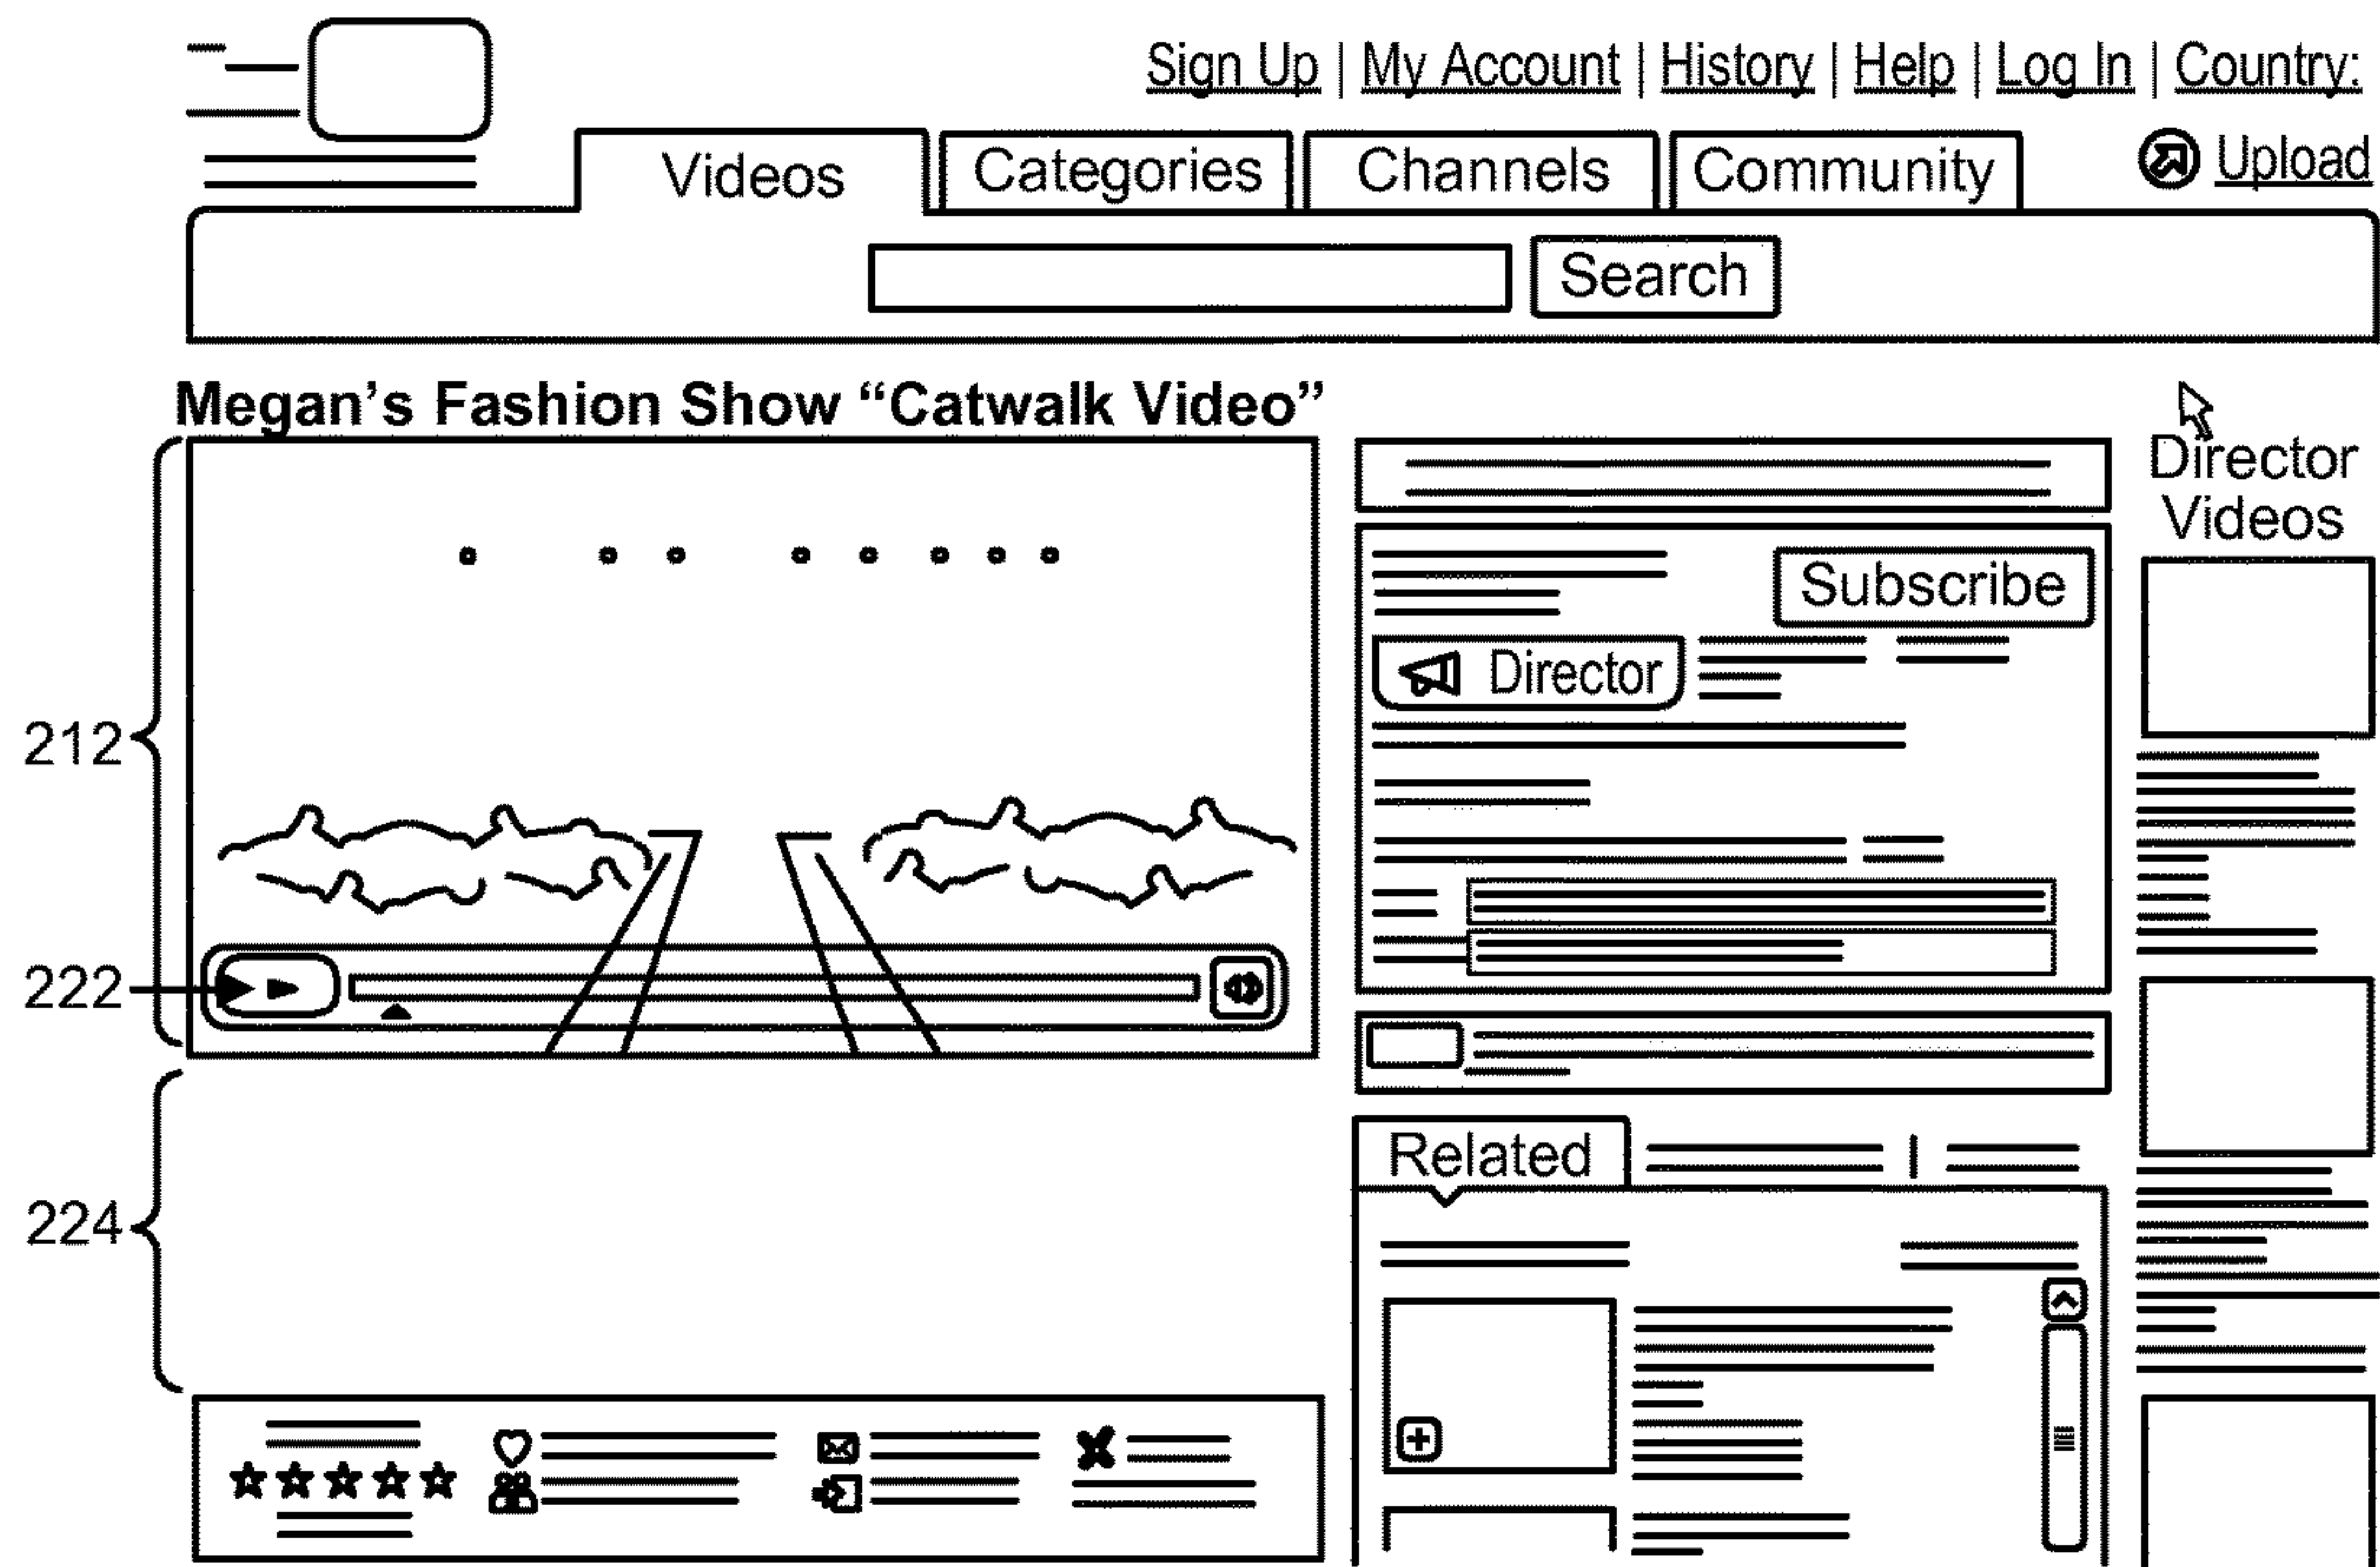 Sign Up | My Account | History | Help | Log In | Country:
Videos
Categories
Channels
Community
Upload
Search
Megan's Fashion Show “Catwalk Video”
Director
Videos
Subscribe
Director
212
222
Related
224